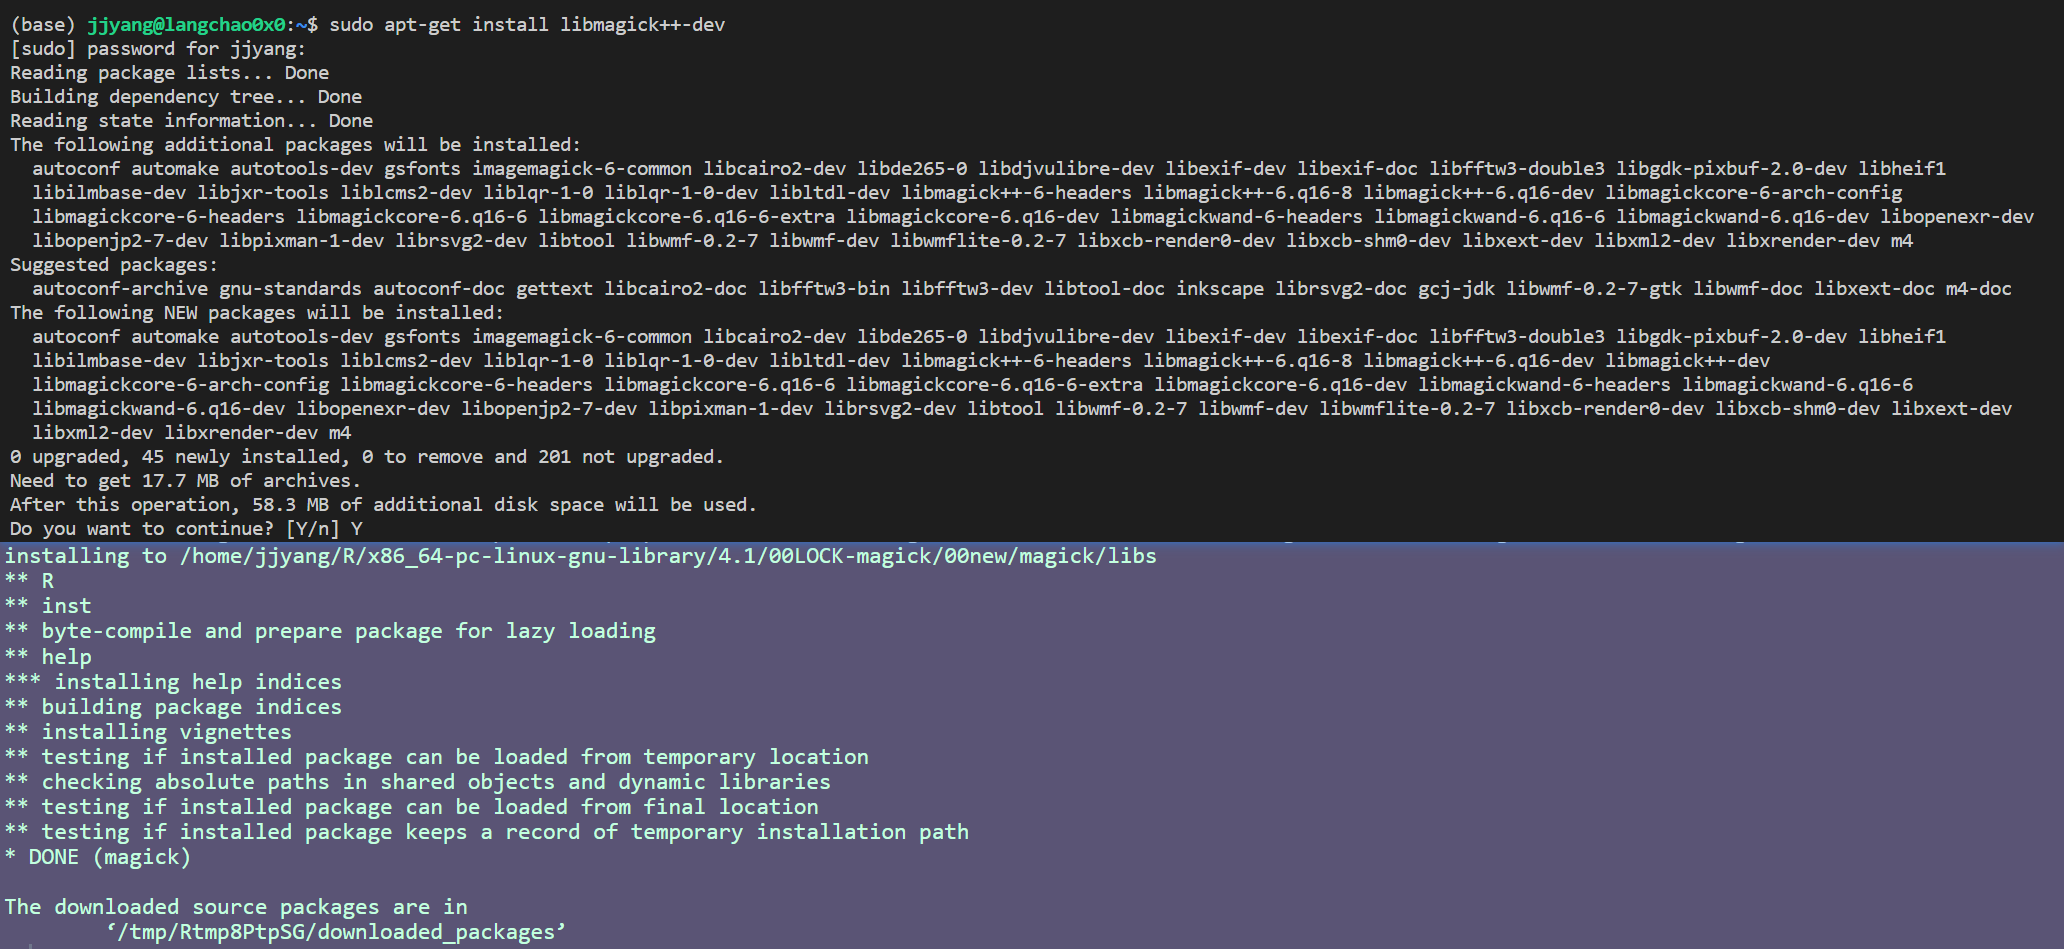 (base) jjyang@langchao0x0:~$ sudo apt-get install libmagick++-dev
[sudo] password for jjyang:
Reading package lists... Done
Building dependency tree... Done
Reading state information... Done
The following additional packages will be installed:
  autoconf automake autotools-dev gsfonts imagemagick-6-common libcairo2-dev libde265-0 libdjvulibre-dev libexif-dev libexif-doc libfftw3-double3 libgdk-pixbuf-2.0-dev libheif1
  libilmbase-dev libjxr-tools liblcms2-dev liblqr-1-0 liblqr-1-0-dev libltdl-dev libmagick++-6-headers libmagick++-6.q16-8 libmagick++-6.q16-dev libmagickcore-6-arch-config
  libmagickcore-6-headers libmagickcore-6.q16-6 libmagickcore-6.q16-6-extra libmagickcore-6.q16-dev libmagickwand-6-headers libmagickwand-6.q16-6 libmagickwand-6.q16-dev libopenexr-dev
  libopenjp2-7-dev libpixman-1-dev librsvg2-dev libtool libwmf-0.2-7 libwmf-dev libwmflite-0.2-7 libxcb-render0-dev libxcb-shm0-dev libxext-dev libxml2-dev libxrender-dev m4
Suggested packages:
  autoconf-archive gnu-standards autoconf-doc gettext libcairo2-doc libfftw3-bin libfftw3-dev libtool-doc inkscape librsvg2-doc gcj-jdk libwmf-0.2-7-gtk libwmf-doc libxext-doc m4-doc
The following NEW packages will be installed:
  autoconf automake autotools-dev gsfonts imagemagick-6-common libcairo2-dev libde265-0 libdjvulibre-dev libexif-dev libexif-doc libfftw3-double3 libgdk-pixbuf-2.0-dev libheif1
  libilmbase-dev libjxr-tools liblcms2-dev liblqr-1-0 liblqr-1-0-dev libltdl-dev libmagick++-6-headers libmagick++-6.q16-8 libmagick++-6.q16-dev libmagick++-dev
  libmagickcore-6-arch-config libmagickcore-6-headers libmagickcore-6.q16-6 libmagickcore-6.q16-6-extra libmagickcore-6.q16-dev libmagickwand-6-headers libmagickwand-6.q16-6
  libmagickwand-6.q16-dev libopenexr-dev libopenjp2-7-dev libpixman-1-dev librsvg2-dev libtool libwmf-0.2-7 libwmf-dev libwmflite-0.2-7 libxcb-render0-dev libxcb-shm0-dev libxext-dev
  libxml2-dev libxrender-dev m4
0 upgraded, 45 newly installed, 0 to remove and 201 not upgraded.
Need to get 17.7 MB of archives.
After this operation, 58.3 MB of additional disk space will be used.
Do you want to continue? [Y/n] Y
installing to /home/jjyang/R/x86_64-pc-linux-gnu-library/4.1/00LOCK-magick/00new/magick/libs
** R
** inst
** byte-compile and prepare package for lazy loading
** help
*** installing help indices
** building package indices
** installing vignettes
** testing if installed package can be loaded from temporary location
** checking absolute paths in shared objects and dynamic libraries
** testing if installed package can be loaded from final location
** testing if installed package keeps a record of temporary installation path
* DONE (magick)

The downloaded source packages are in
        ‘/tmp/Rtmp8PtpSG/downloaded_packages’